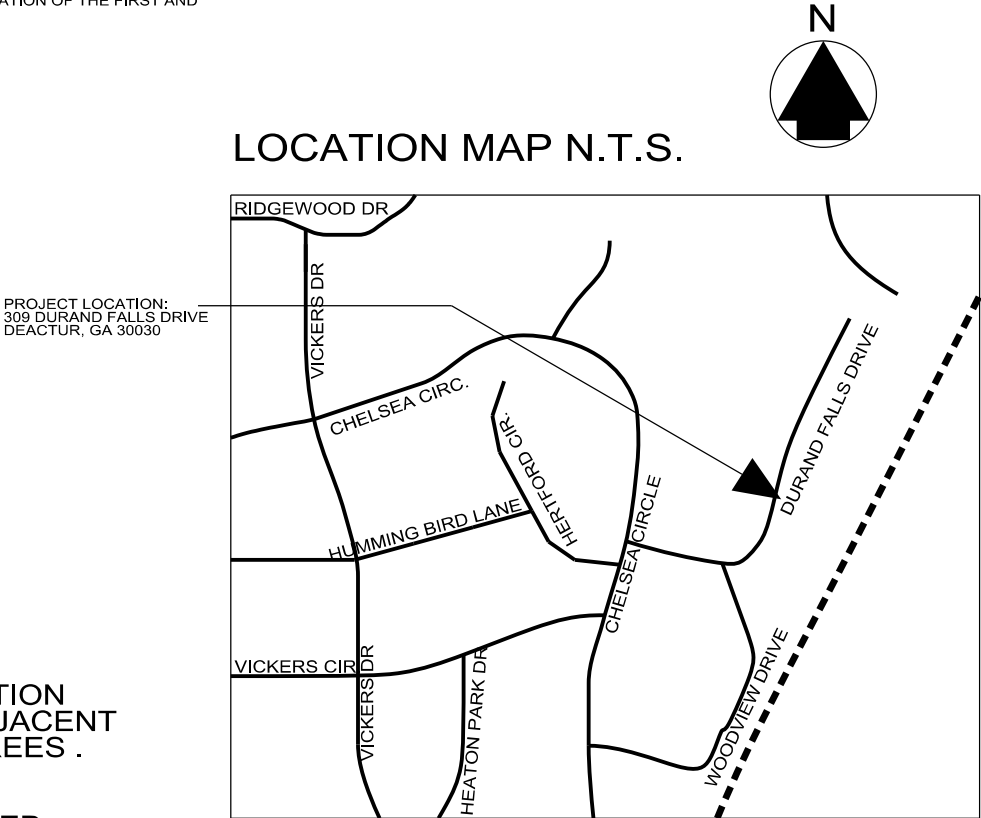 ATION OF THE FIRST AND
N
LOCATION MAP N.T.S.
RIDGEWOOD DR
VICKERS DR
PROJECT LOCATION:
309 DURAND FALLS DRIVE
DEACTUR, GA 30030
CHELSEA CIRC.
HERTFORD CIR.
DURAND FALLS DRIVE
HUMMING BIRD LANE
CHELSEA CIRCLE
VICKERS CIR
VICKERS DR
HEATON PARK DR
WOODVIEW DRIVE
TION
JACENT
REES .